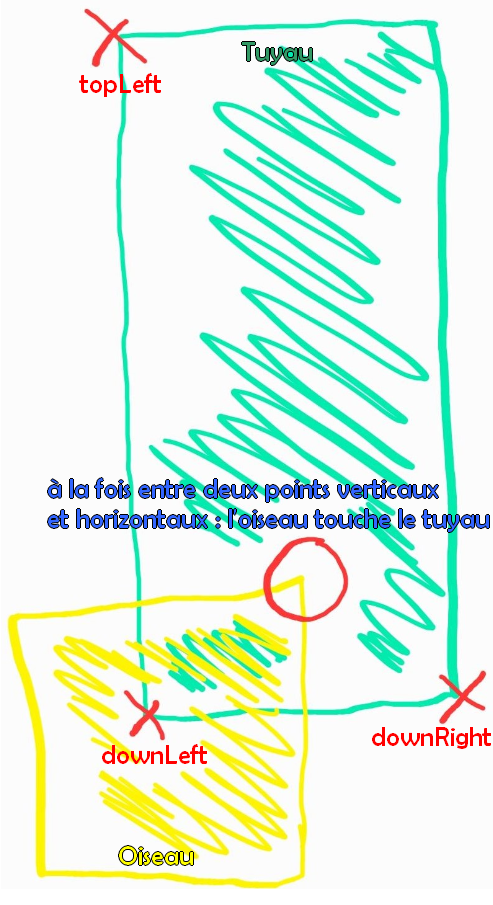 Tuyau
topLeft
à la fois entre deux points verticaux
et horizontaux : l'oiseau touche le tuyau
downRight
downLeft
Oiseau